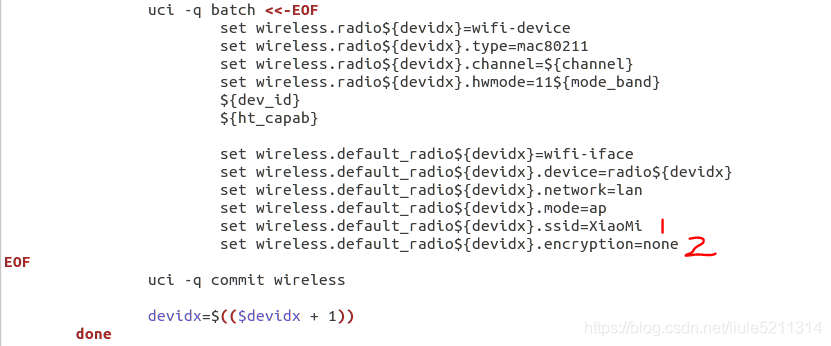 uci -q batch <<-EOF
set wireless.radio${devidx}=wifi-device
set wireless.radio${devidx}.type=mac80211
set wireless.radio${devidx}.channel=${channel}
set wireless.radio${devidx}.hwmode=11${mode_band}
${dev_id}
${ht_capab}
set wireless.default_radio${devidx}=wifi-iface
set wireless.default_radio${devidx}.device=radio${devidx}
set wireless.default_radio${devidx}.network=lan
set wireless.default_radio${devidx}.mode=ap
set wireless.default_radio${devidx}.ssid=XiaoMi 1
set wireless.default_radio${devidx}.encryption=none 2
EOF
uci -q commit wireless
devidx=$(($devidx + 1))
done
https://blog.csdn.net/liule5211314